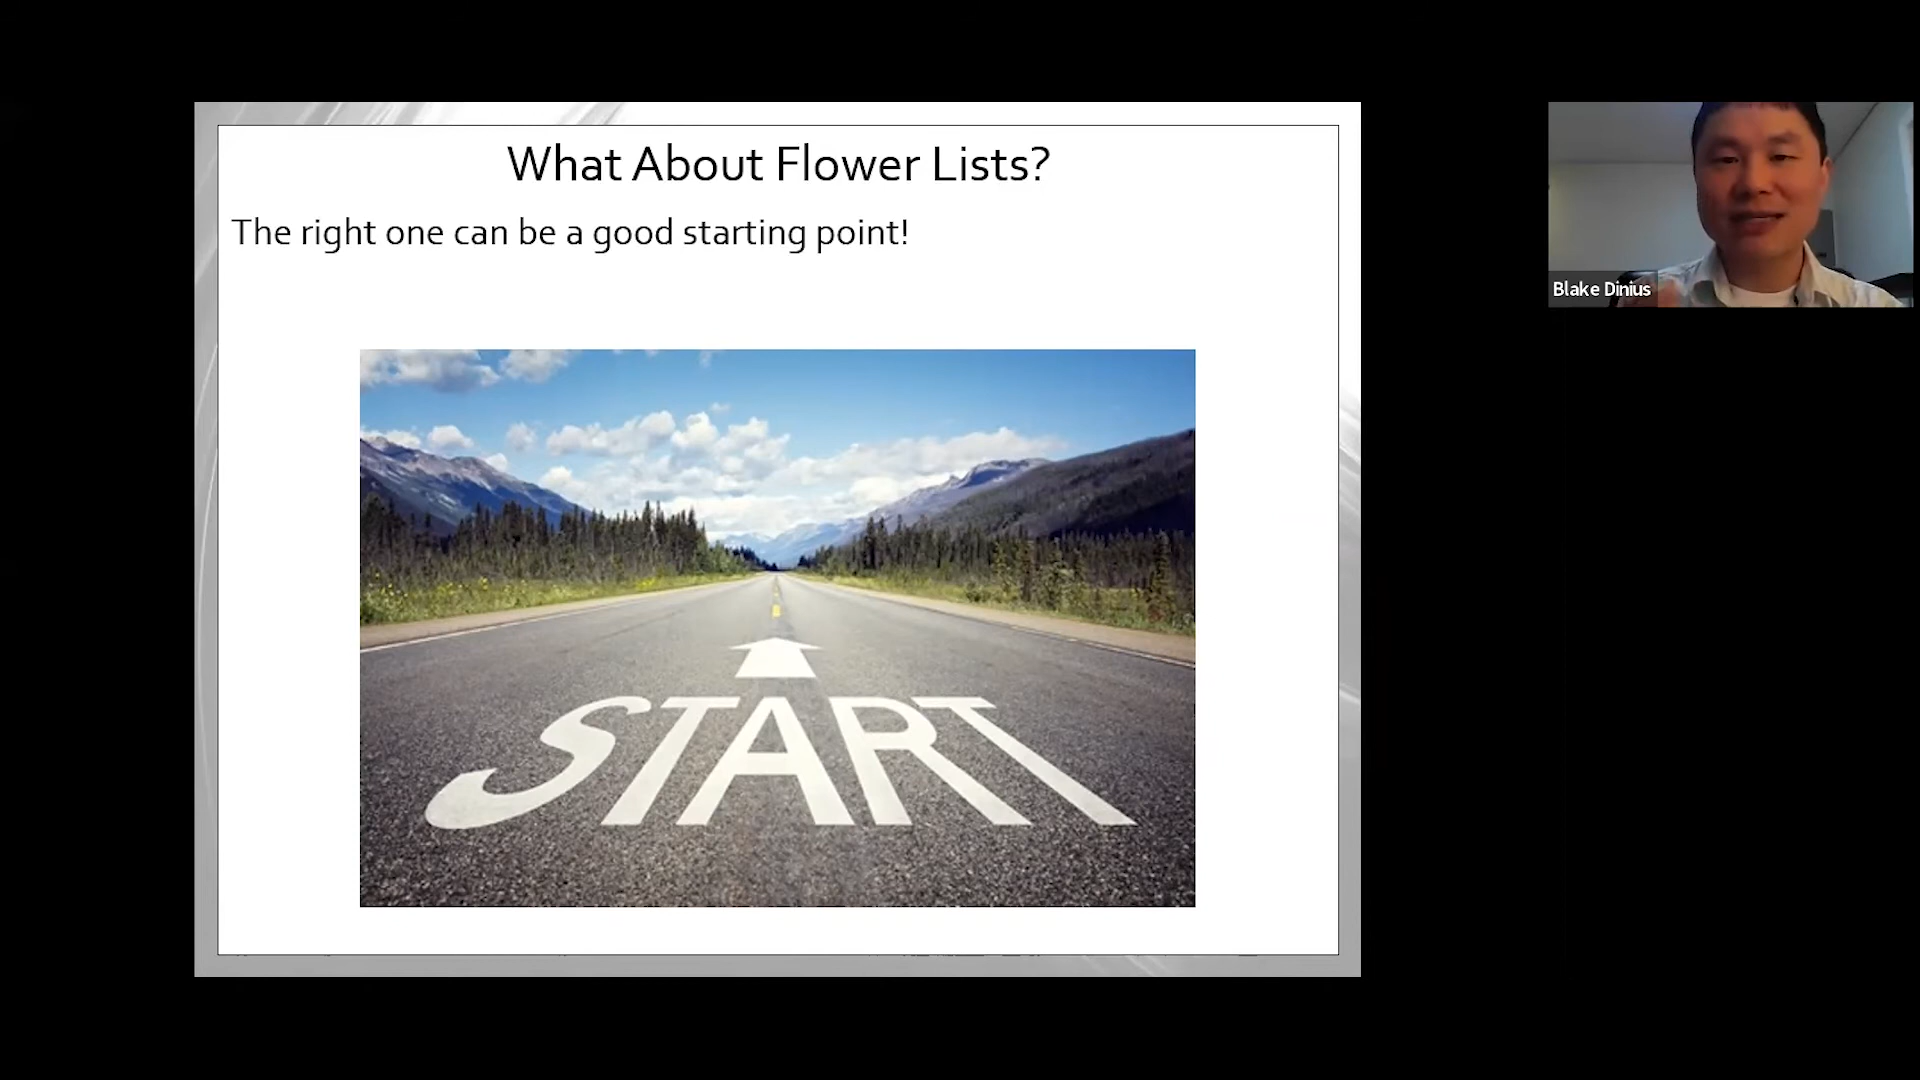 What About Flower Lists?
The right one can be a good starting point!
START
Blake Dinius